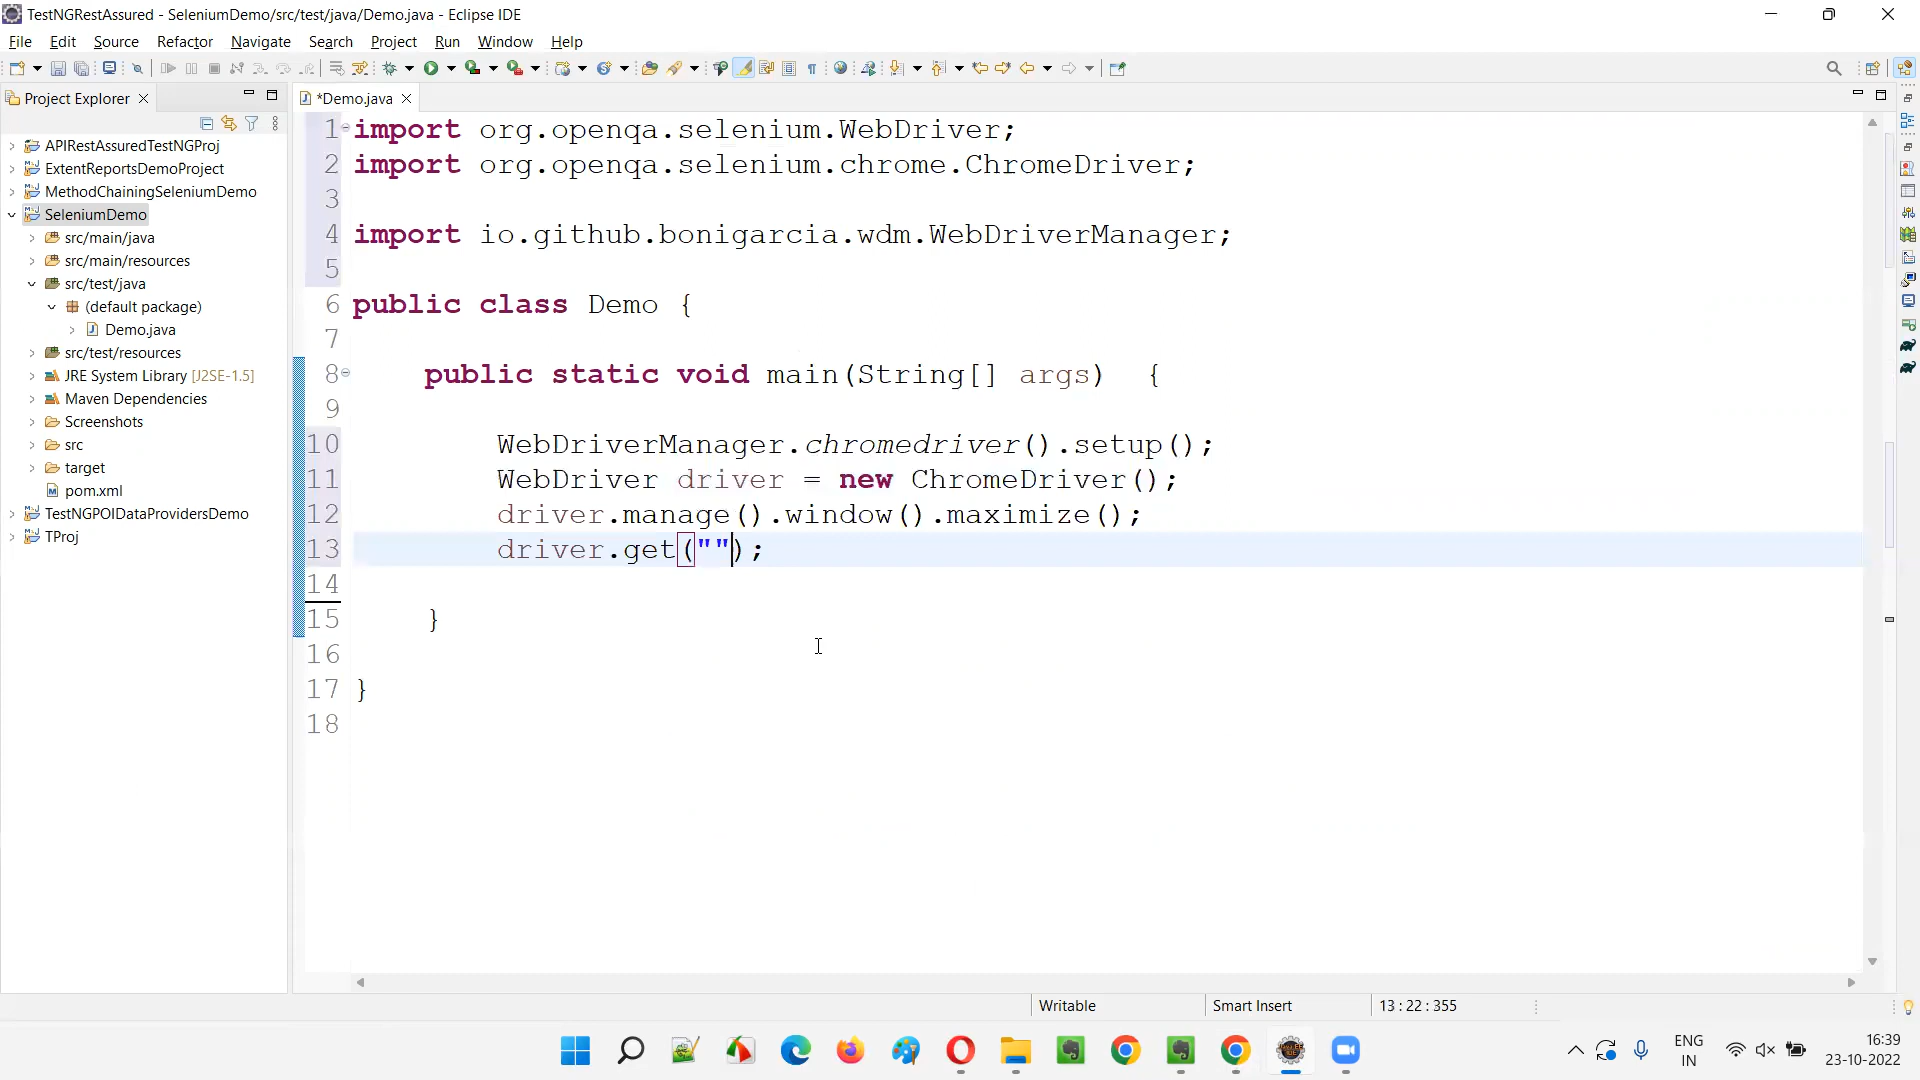 TestNGRestAssured - SeleniumDemo/src/test/java/Demo.java - Eclipse IDE
File Edit Source Refactor Navigate Search Project Run Window Help
Project Explorer
*Demo.java
APIRestAssuredTestNGProj
ExtentReportsDemoProject
MethodChainingSeleniumDemo
SeleniumDemo
src/main/java
src/main/resources
src/test/java
(default package)
Demo.java
src/test/resources
JRE System Library [J2SE-1.5]
Maven Dependencies
Screenshots
src
target
pom.xml
TestNGPOIDataProvidersDemo
TProj
1 import org.openqa.selenium.WebDriver;
2 import org.openqa.selenium.chrome.ChromeDriver;
3
4 import io.github.bonigarcia.wdm.WebDriverManager;
5
6 public class Demo {
7
8 public static void main(String[] args) {
9
10 WebDriverManager.chromedriver().setup();
11 WebDriver driver = new ChromeDriver();
12 driver.manage().window().maximize();
13 driver.get("");
14
15 }
16
17 }
18
Writable Smart Insert 13 : 22 : 355
ENG
IN
16:39
23-10-2022